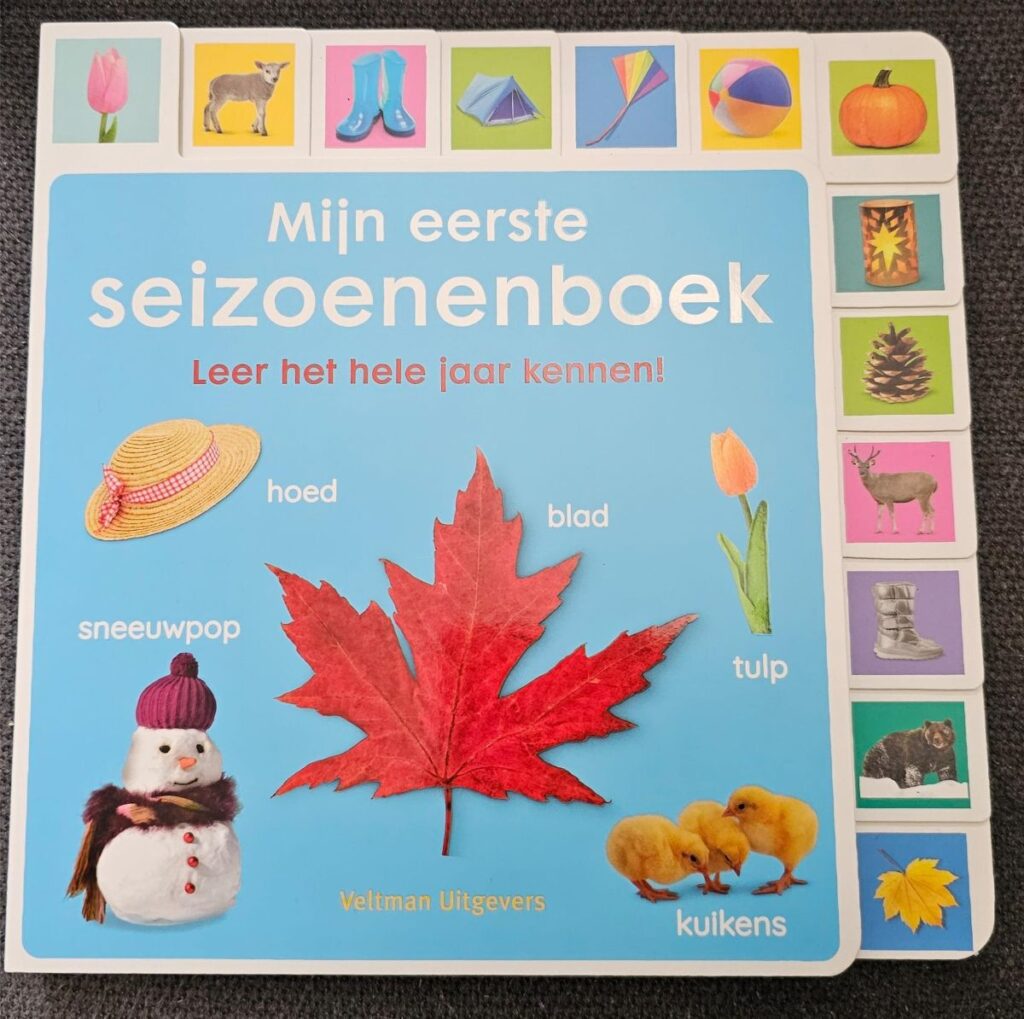 Mijn eerste
seizoenenboek
Leer het hele jaar kennen!
hoed
blad
sneeuwpop
tulp
Veltman Uitgevers
kuikens